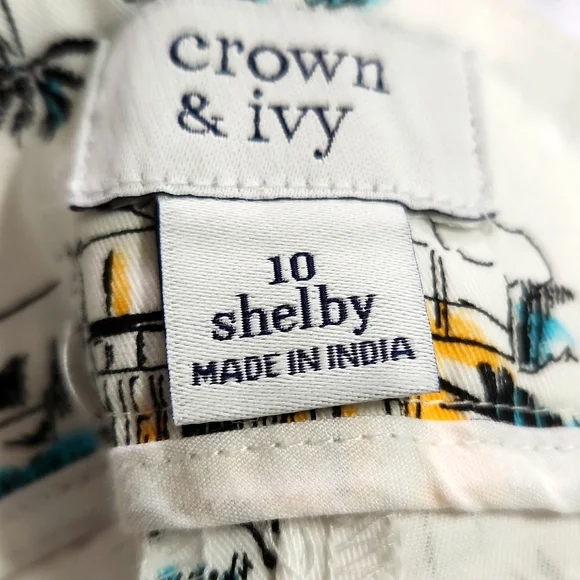 crown
& ivy
10
shelby
MADE IN INDIA